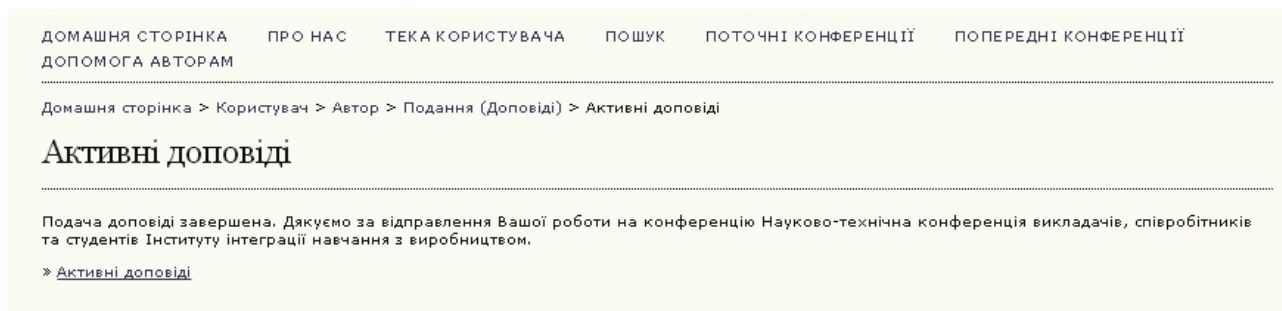 ДОМАШНЯ СТОРІНКА ПРО НАС ТЕКА КОРИСТУВАЧА ПОШУК ПОТОЧНІ КОНФЕРЕНЦІЇ ПОПЕРЕДНІ КОНФЕРЕНЦІЇ
ДОПОМОГА АВТОРАМ
Домашня сторінка > Користувач > Автор > Подання (Доповіді) > Активні доповіді
Активні доповіді
Подача доповіді завершена. Дякуємо за відправлення Вашої роботи на конференцію Науково-технічна конференція викладачів, співробітників
та студентів Інституту інтеграції навчання з виробництвом.
» Активні доповіді